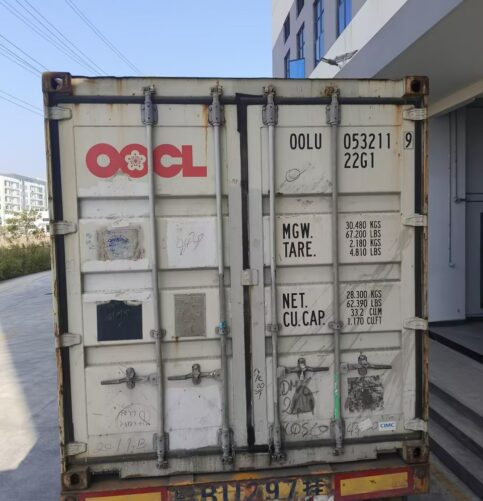 OOCL
OOLU 053211 9
22G1
MGW. 30.480 KGS
67.200 LBS
TARE. 2.180 KGS
4.810 LBS
NET. 28.300 KGS
62.390 LBS
CU.CAP. 33.2 CUM
1.170 CUFT
CIMC